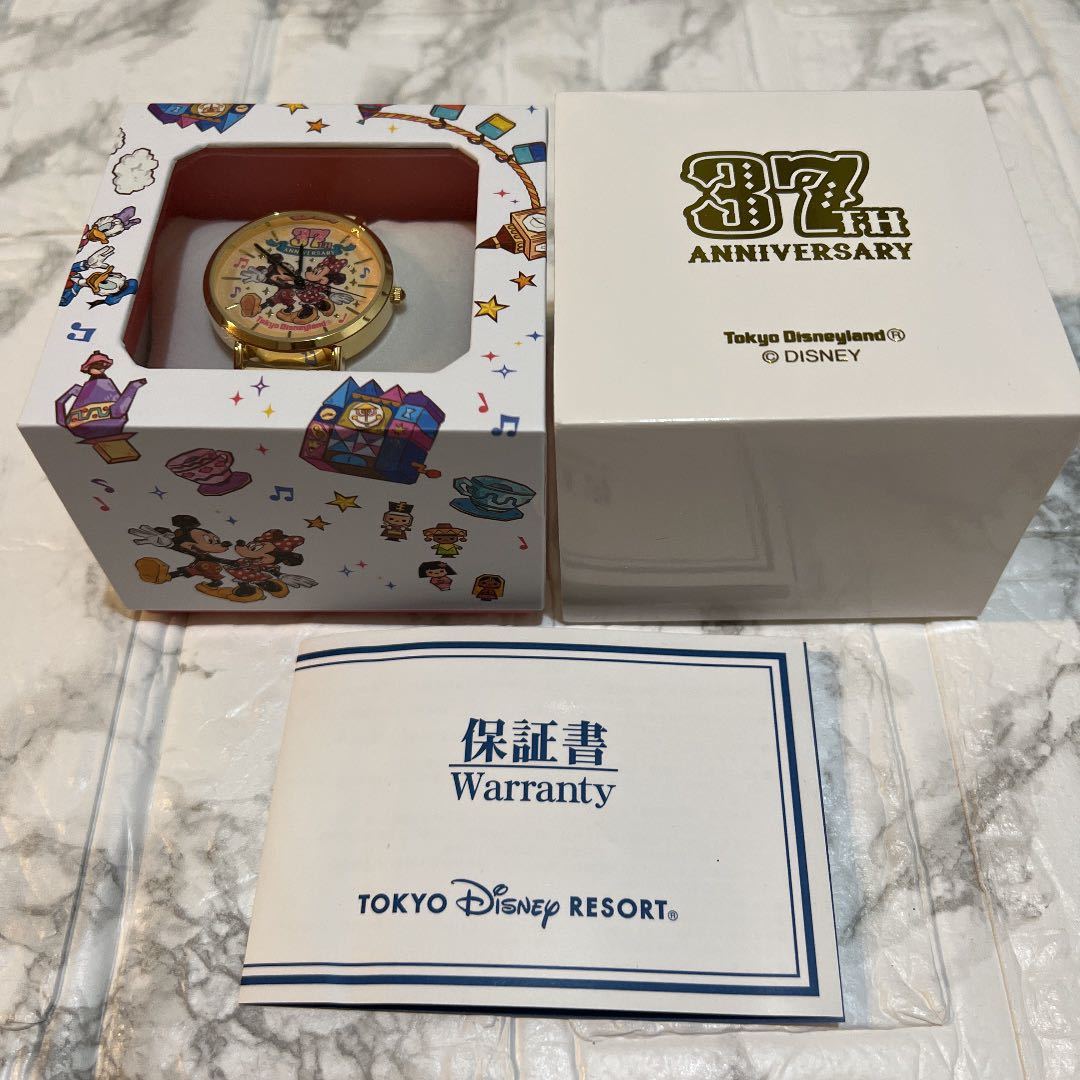 37TH
ANNIVERSARY
Tokyo Disneyland
37TH
ANNIVERSARY
Tokyo Disneyland®
© DISNEY
保証書
Warranty
TOKYO Disney RESORT®